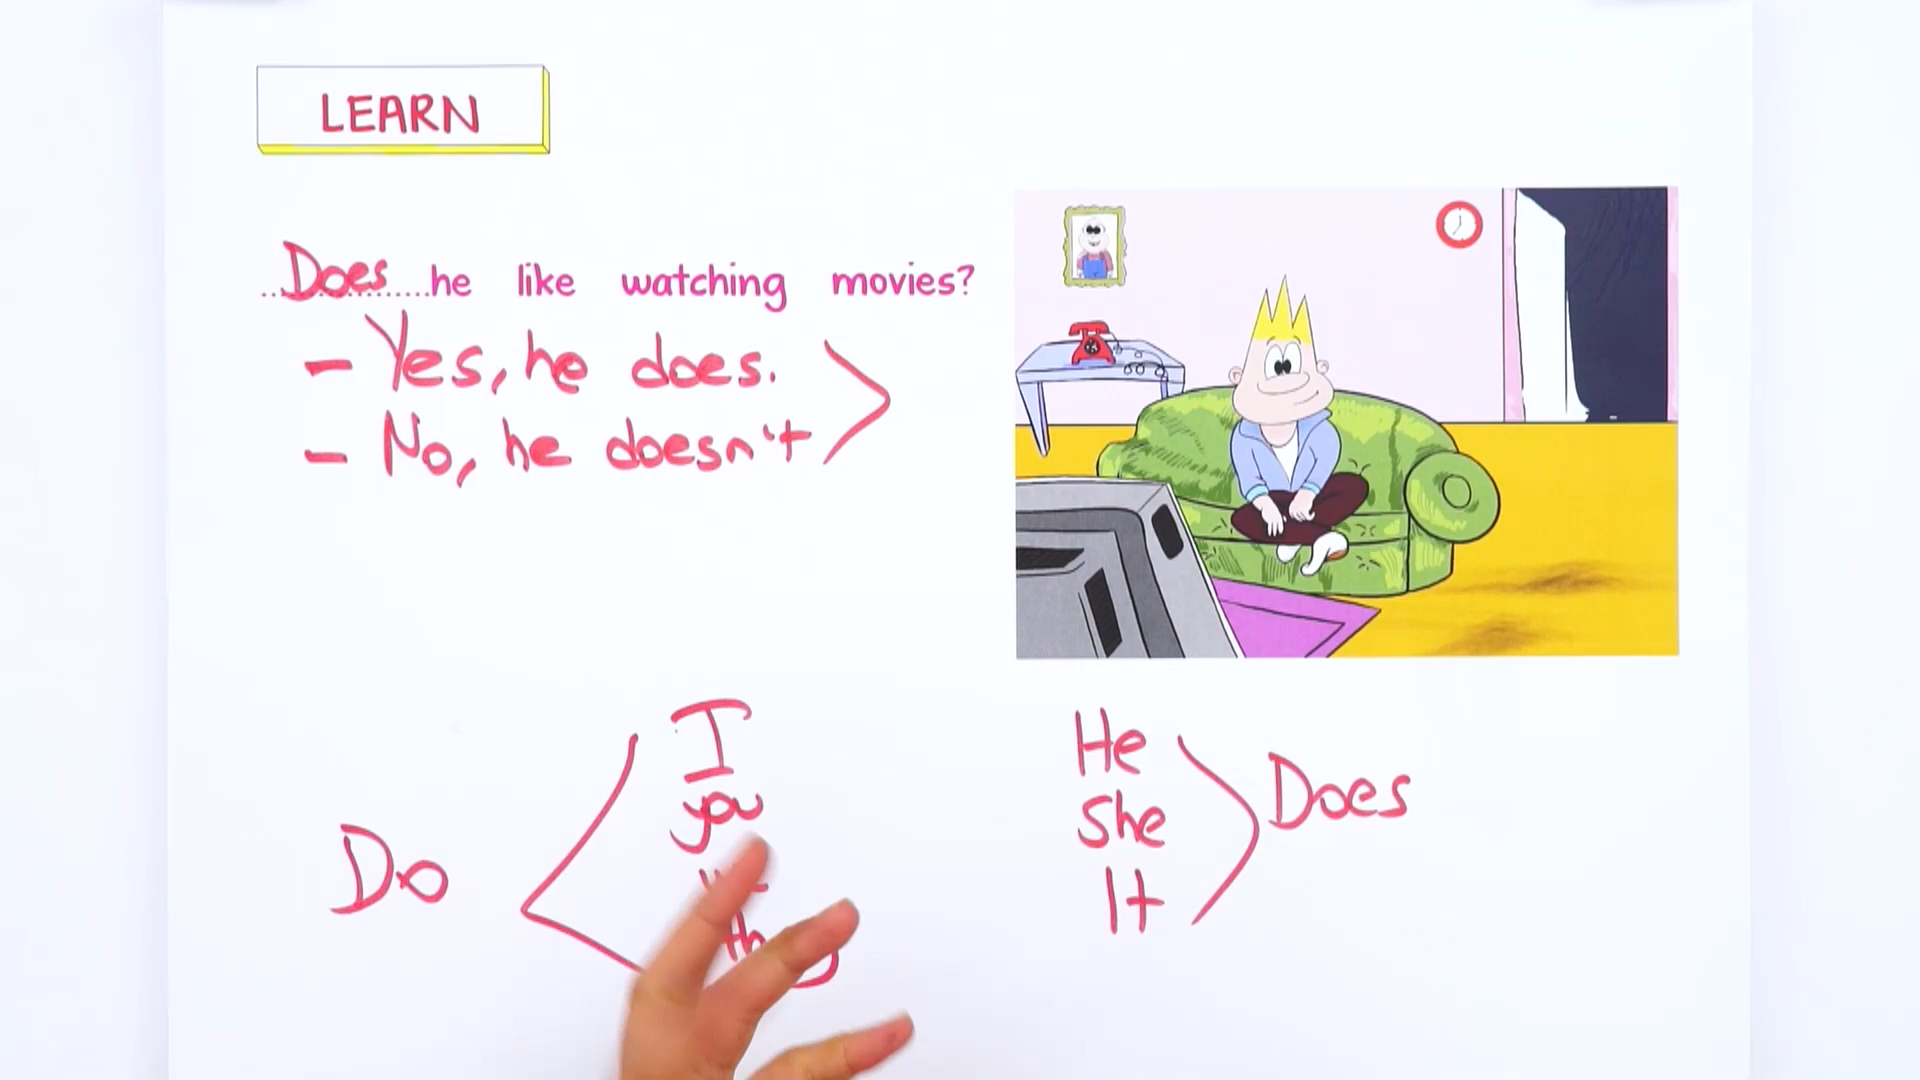 LEARN
Does he like watching movies?
- Yes, he does.
- No, he doesn't
I
you
Do
He
She
It
Does